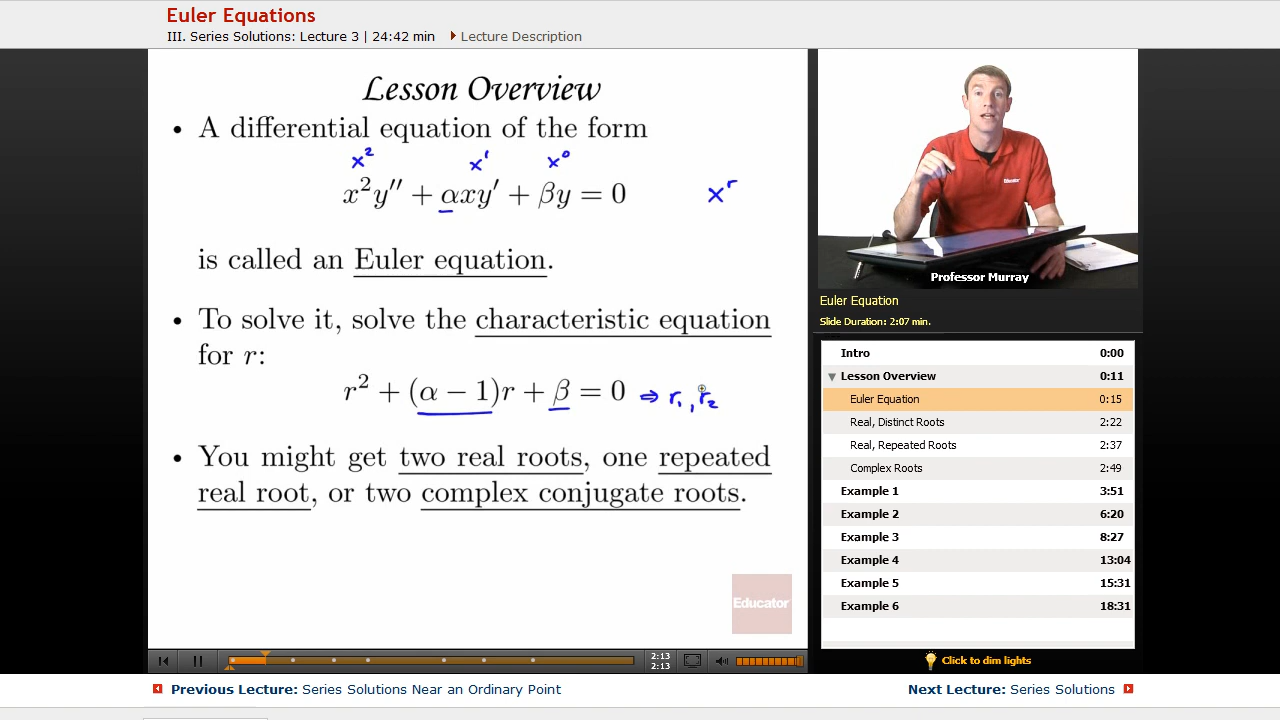 Euler Equations
III. Series Solutions: Lecture 3 | 24:42 min
Lecture Description
Lesson Overview
• A differential equation of the form
x² x¹ x⁰
x²y″ + αxy′ + βy = 0 xʳ
is called an Euler equation.
• To solve it, solve the characteristic equation
for r:
r² + (α − 1)r + β = 0 ⇒ r₁, r₂
• You might get two real roots, one repeated
real root, or two complex conjugate roots.
Educator
2:13
2:13
Educator
Professor Murray
Euler Equation
Slide Duration: 2:07 min.
Intro 0:00
Lesson Overview 0:11
Euler Equation 0:15
Real, Distinct Roots 2:22
Real, Repeated Roots 2:37
Complex Roots 2:49
Example 1 3:51
Example 2 6:20
Example 3 8:27
Example 4 13:04
Example 5 15:31
Example 6 18:31
Click to dim lights
Previous Lecture: Series Solutions Near an Ordinary Point
Next Lecture: Series Solutions